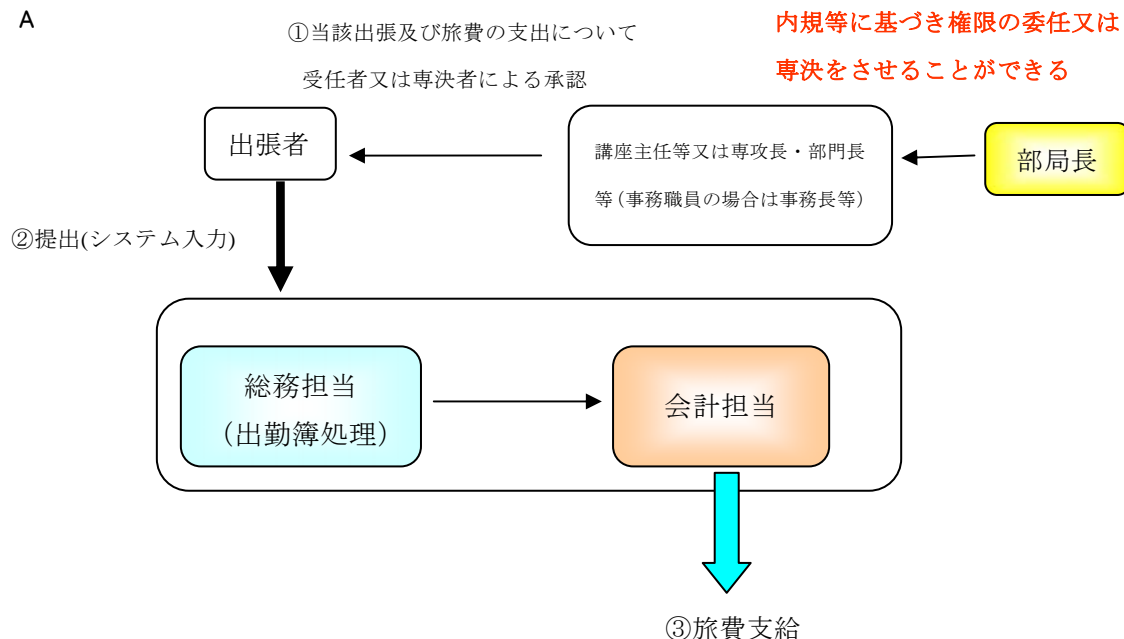 A
①当該出張及び旅費の支出について
受任者又は専決者による承認
内規等に基づき権限の委任又は
専決をさせることができる
出張者
講座主任等又は専攻長・部門長
等(事務職員の場合は事務長等)
部局長
②提出(システム入力)
総務担当
（出勤簿処理）
会計担当
③旅費支給